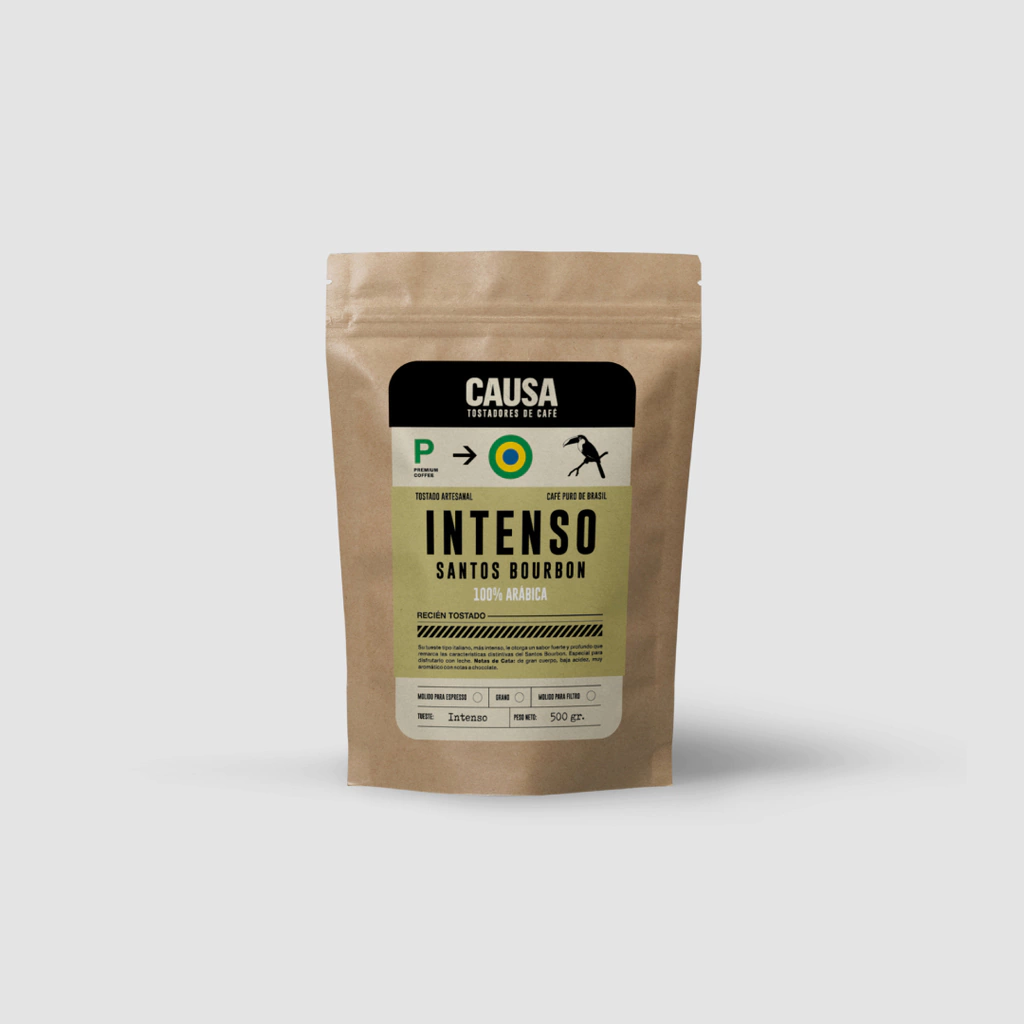 CAUSA
TOSTADORES DE CAFÉ
P
PREMIUM
COFFEE
TOSTADO ARTESANAL
CAFÉ PURO DE BRASIL
INTENSO
SANTOS BOURBON
100% ARÁBICA
RECIÉN TOSTADO
Su tueste tipo italiano, más intenso, le otorga un sabor fuerte y profundo que
remarca las características distintivas del Santos Bourbon. Especial para
disfrutarlo con leche. Notas de Cata: de gran cuerpo, baja acidez, muy
aromático con notas a chocolate.
MOLIDO PARA ESPRESSO
GRANO
MOLIDO PARA FILTRO
TUESTE: Intenso
PESO NETO: 500 gr.